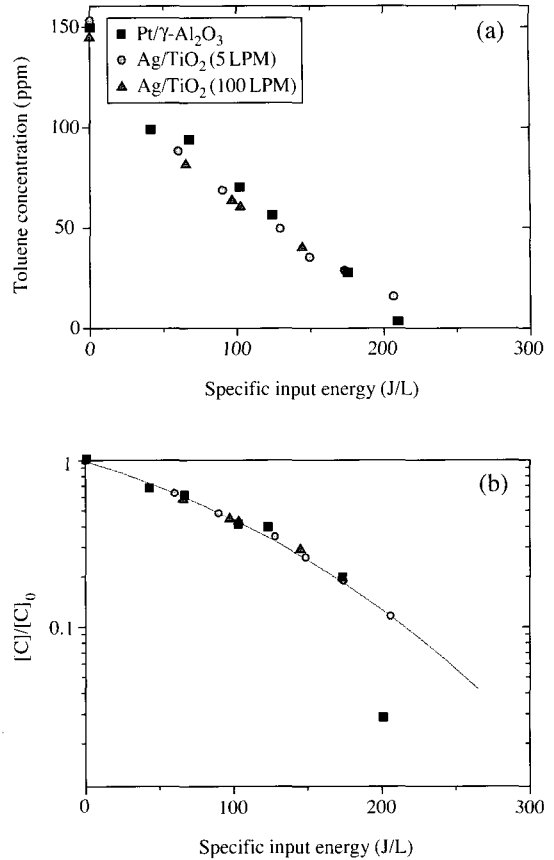 150
(a)
Pt/γ-Al₂O₃
Ag/TiO₂ (5 LPM)
Ag/TiO₂ (100 LPM)
100
50
0
Toluene concentration (ppm)
0 100 200 300
Specific input energy (J/L)
1
(b)
0.1
[C]/[C]₀
0 100 200 300
Specific input energy (J/L)